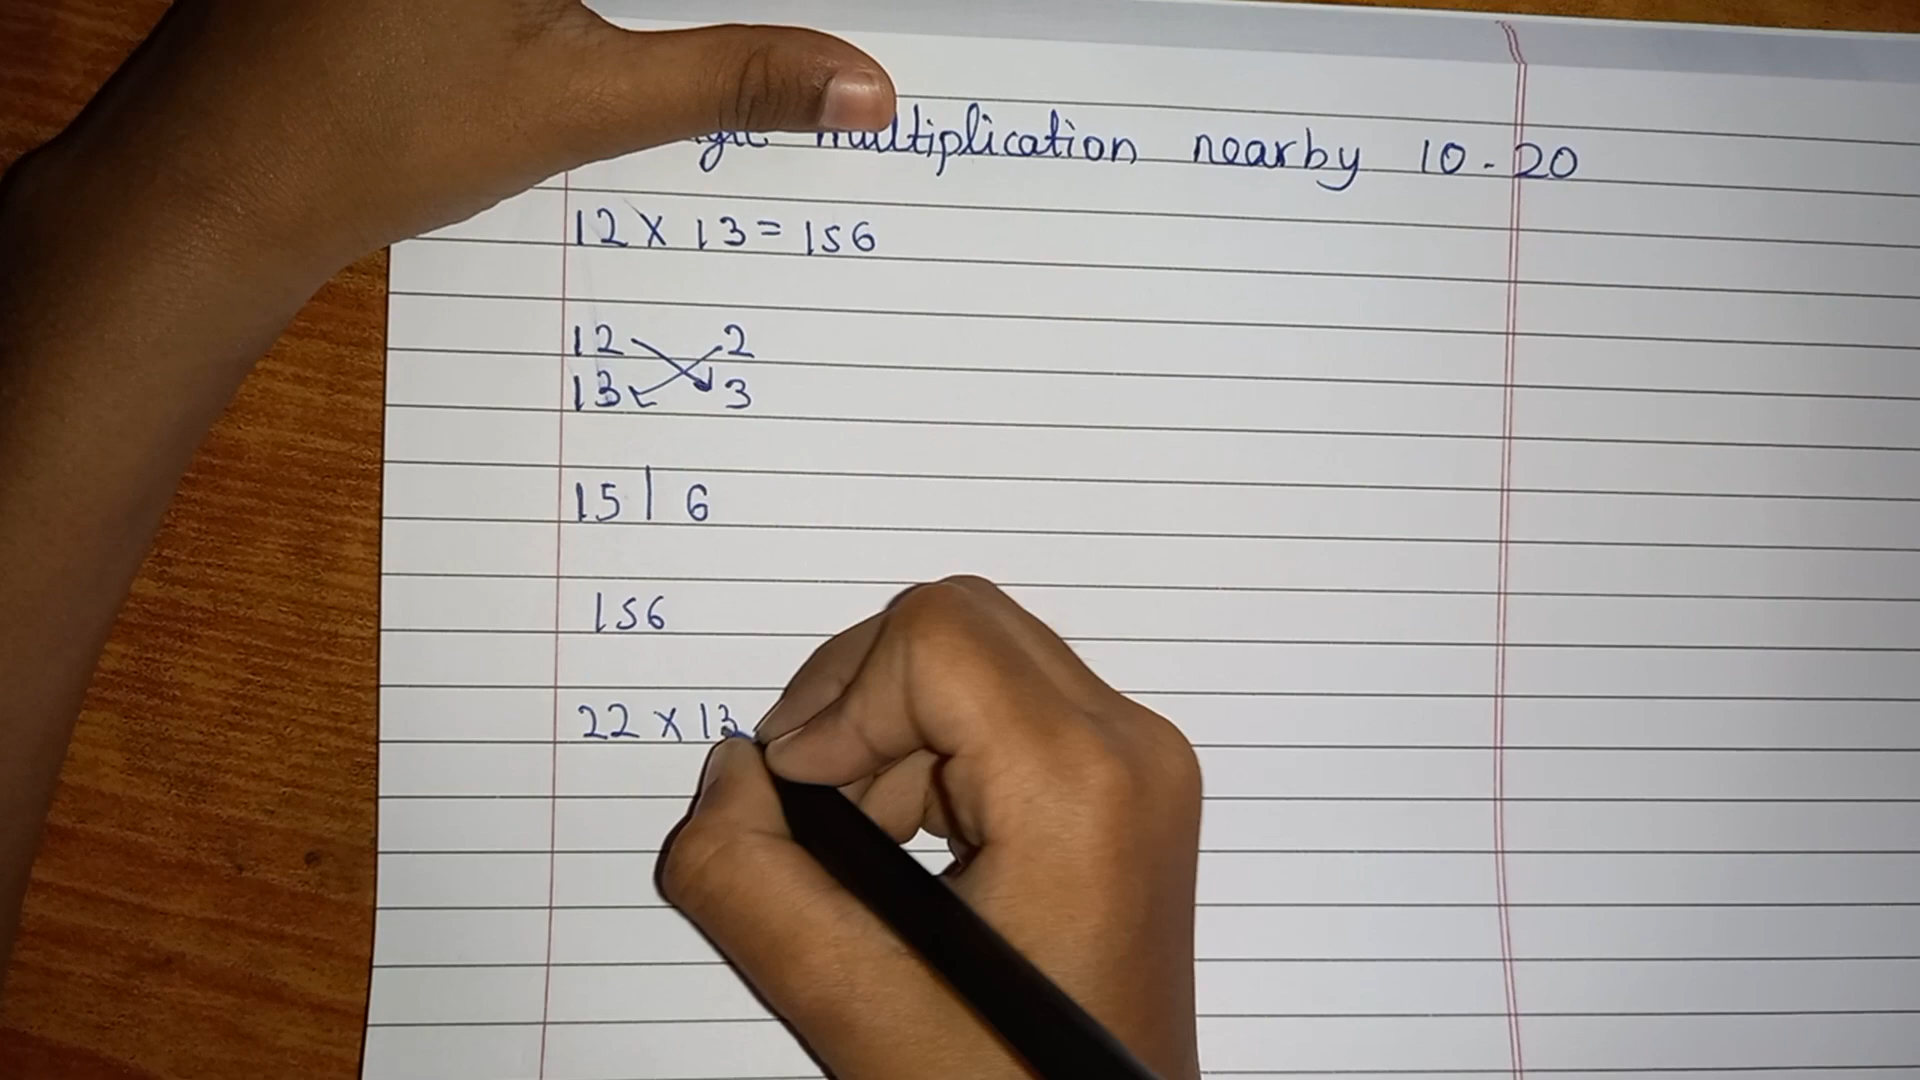 multiplication nearby 10-20
12 x 13 = 156
12 2
13 3
15 | 6
156
22 x 13